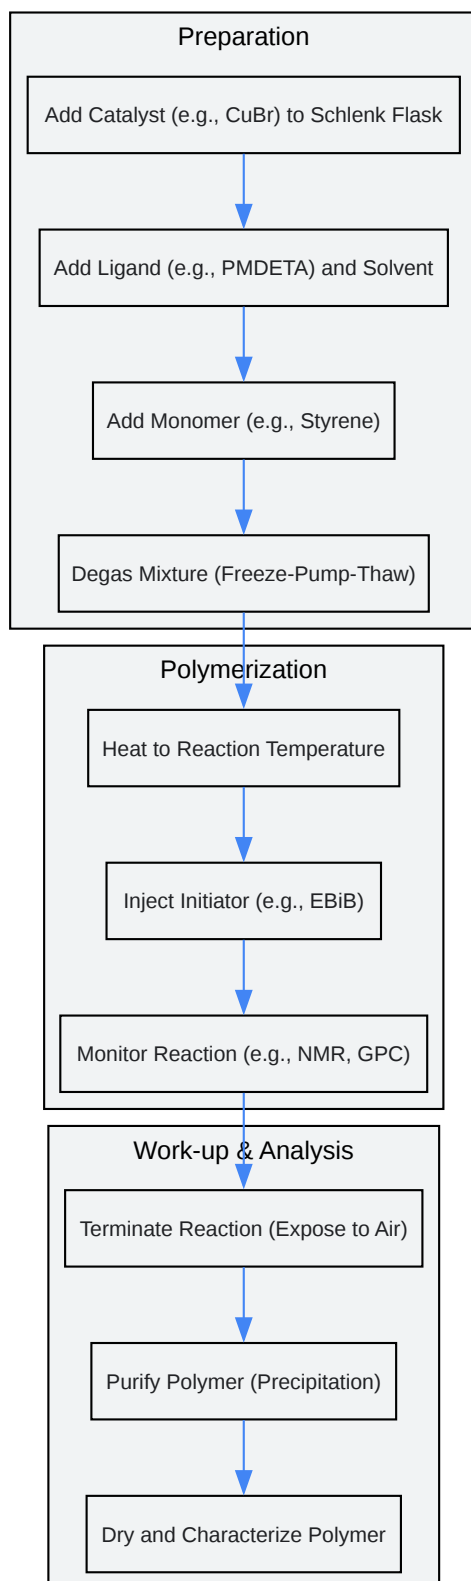 Preparation
Add Catalyst (e.g., CuBr) to Schlenk Flask
Add Ligand (e.g., PMDETA) and Solvent
Add Monomer (e.g., Styrene)
Degas Mixture (Freeze-Pump-Thaw)
Polymerization
Heat to Reaction Temperature
Inject Initiator (e.g., EBiB)
Monitor Reaction (e.g., NMR, GPC)
Work-up & Analysis
Terminate Reaction (Expose to Air)
Purify Polymer (Precipitation)
Dry and Characterize Polymer